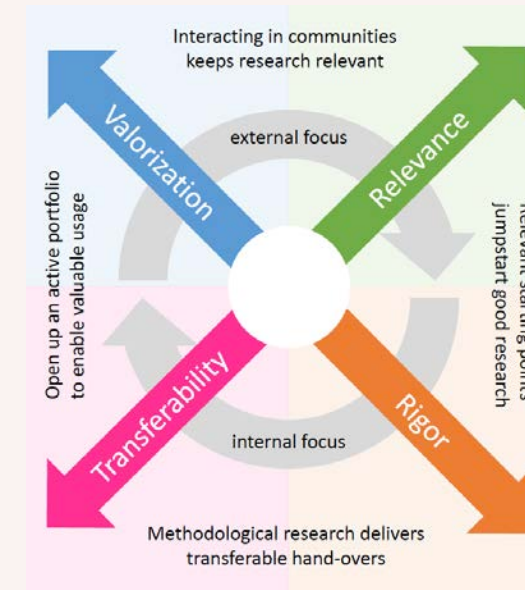 Interacting in communities
keeps research relevant
external focus
Valorization
Relevance
Open up an active portfolio
to enable valuable usage
jumpstart good research
Transferability
Rigor
internal focus
Methodological research delivers
transferable hand-overs